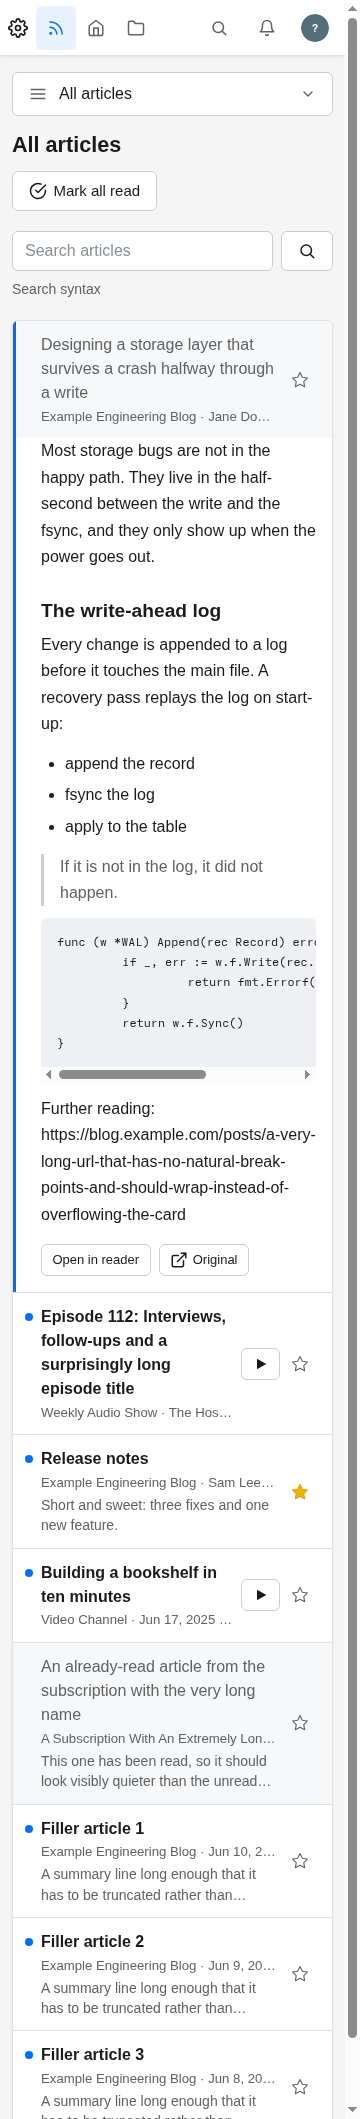 ?
All articles
All articles
Mark all read
Search articles
Search syntax
Designing a storage layer that
survives a crash halfway through
a write
Example Engineering Blog · Jane Do…
Most storage bugs are not in the
happy path. They live in the half-
second between the write and the
fsync, and they only show up when the
power goes out.
The write-ahead log
Every change is appended to a log
before it touches the main file. A
recovery pass replays the log on start-
up:
• append the record
• fsync the log
• apply to the table
If it is not in the log, it did not
happen.
func (w *WAL) Append(rec Record) erro
if _, err := w.f.Write(rec.
return fmt.Errorf(
}
return w.f.Sync()
}
Further reading:
https://blog.example.com/posts/a-very-
long-url-that-has-no-natural-break-
points-and-should-wrap-instead-of-
overflowing-the-card
Open in reader Original
Episode 112: Interviews,
follow-ups and a
surprisingly long
episode title
Weekly Audio Show · The Hos…
Release notes
Example Engineering Blog · Sam Lee…
Short and sweet: three fixes and one
new feature.
Building a bookshelf in
ten minutes
Video Channel · Jun 17, 2025 …
An already-read article from the
subscription with the very long
name
A Subscription With An Extremely Lon…
This one has been read, so it should
look visibly quieter than the unread…
Filler article 1
Example Engineering Blog · Jun 10, 2…
A summary line long enough that it
has to be truncated rather than…
Filler article 2
Example Engineering Blog · Jun 9, 20…
A summary line long enough that it
has to be truncated rather than…
Filler article 3
Example Engineering Blog · Jun 8, 20…
A summary line long enough that it
has to be truncated rather than…